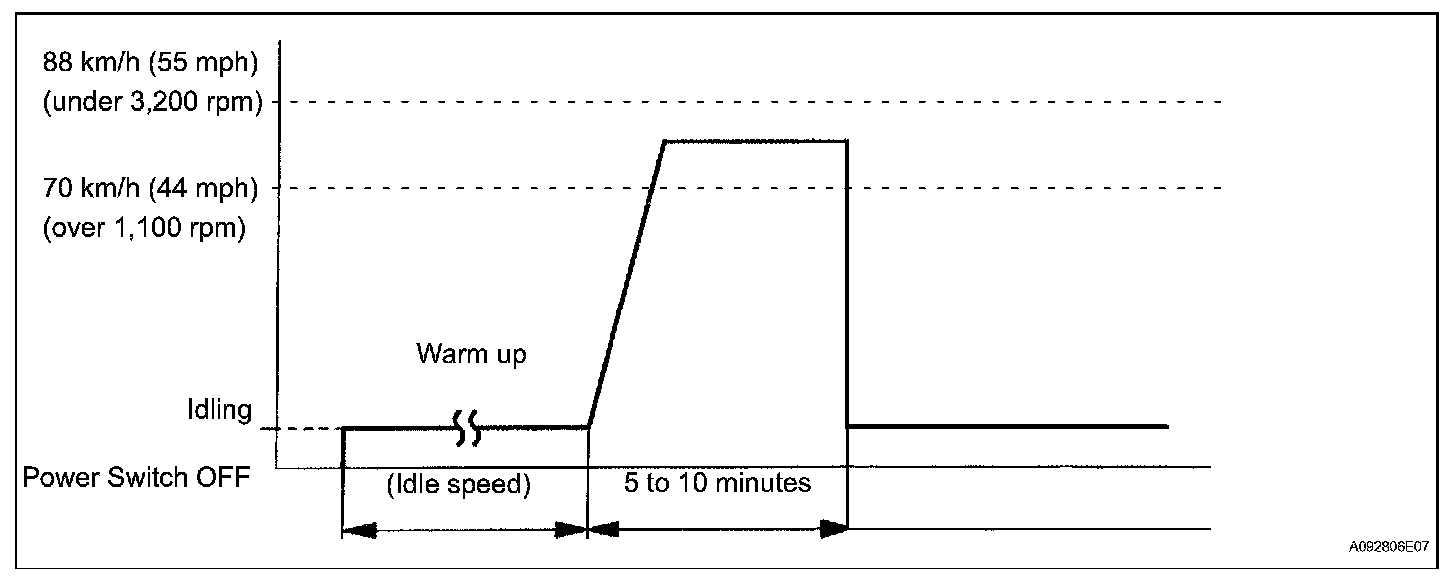 88 km/h (55 mph)
(under 3,200 rpm)
70 km/h (44 mph)
(over 1,100 rpm)
Warm up
Idling
Power Switch OFF
(Idle speed)
5 to 10 minutes
A092806E07